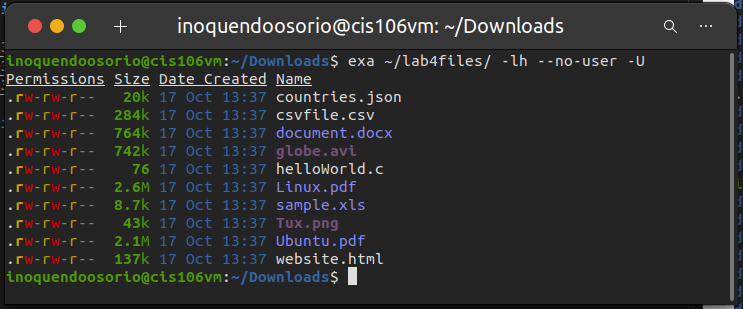 inoquendoosorio@cis106vm: ~/Downloads
inoquendoosorio@cis106vm:~/Downloads$ exa ~/lab4files/ -lh --no-user -U
Permissions Size Date Created Name
.rw-rw-r-- 20k 17 Oct 13:37 countries.json
.rw-rw-r-- 284k 17 Oct 13:37 csvfile.csv
.rw-rw-r-- 764k 17 Oct 13:37 document.docx
.rw-rw-r-- 742k 17 Oct 13:37 globe.avi
.rw-rw-r-- 76 17 Oct 13:37 helloWorld.c
.rw-rw-r-- 2.6M 17 Oct 13:37 Linux.pdf
.rw-rw-r-- 8.7k 17 Oct 13:37 sample.xls
.rw-rw-r-- 43k 17 Oct 13:37 Tux.png
.rw-rw-r-- 2.1M 17 Oct 13:37 Ubuntu.pdf
.rw-rw-r-- 137k 17 Oct 13:37 website.html
inoquendoosorio@cis106vm:~/Downloads$